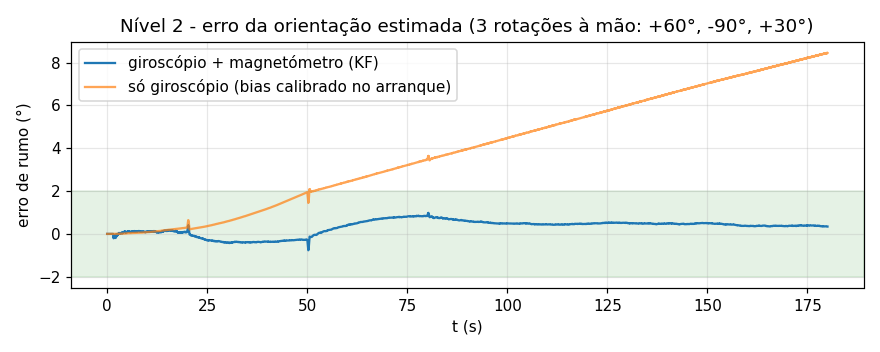 Nível 2 - erro da orientação estimada (3 rotações à mão: +60°, -90°, +30°)
giroscópio + magnetómetro (KF)
só giroscópio (bias calibrado no arranque)
erro de rumo (°)
8
6
4
2
0
−2
0 25 50 75 100 125 150 175
t (s)